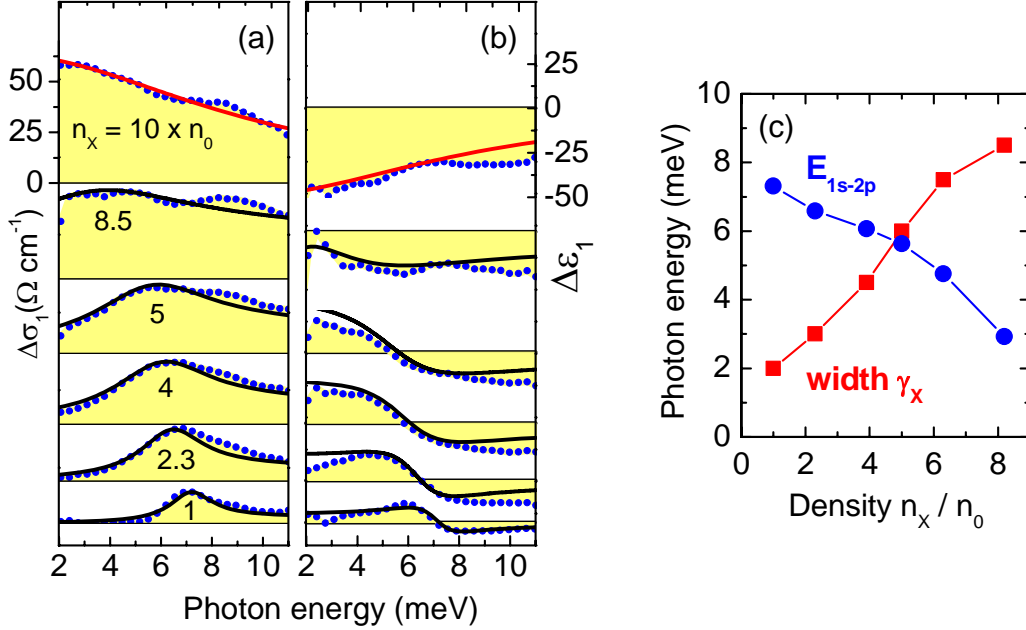 (a)
(b)
50
25
0
n_X = 10 x n_0
8.5
5
4
2.3
1
Δσ_1(Ω cm^-1)
25
0
-25
-50
Δε_1
2 4 6 8 10
2 4 6 8 10
Photon energy (meV)
(c)
10
8
6
4
2
0
Photon energy (meV)
E_1s-2p
width γ_X
0 2 4 6 8
Density n_X / n_0